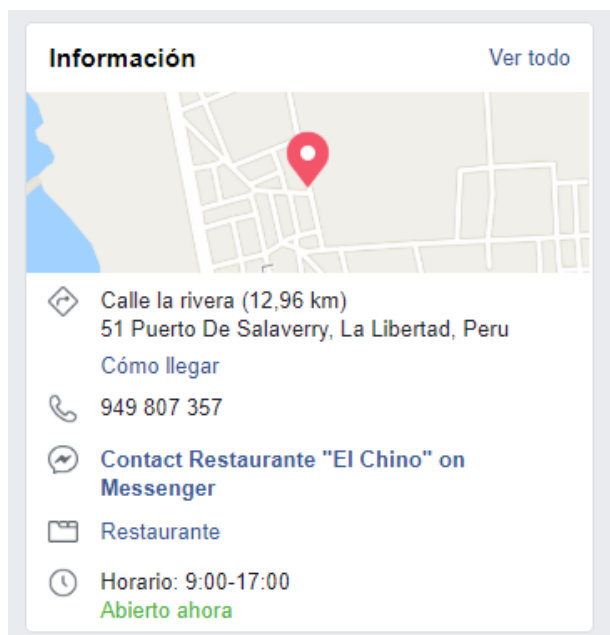 Información
Ver todo
Calle la rivera (12,96 km)
51 Puerto De Salaverry, La Libertad, Peru
Cómo llegar
949 807 357
Contact Restaurante "El Chino" on
Messenger
Restaurante
Horario: 9:00-17:00
Abierto ahora